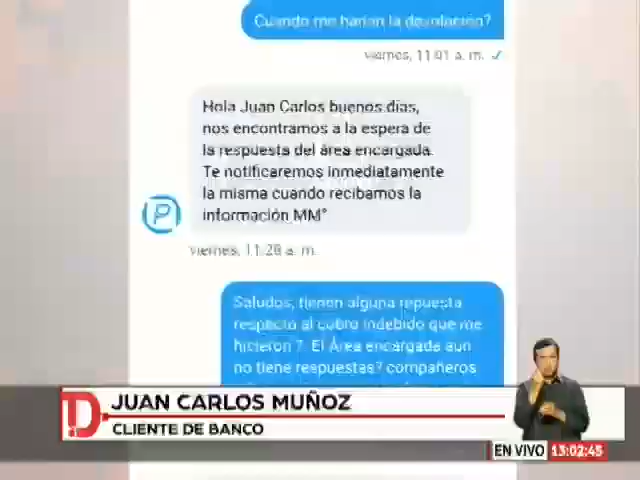 Cuando me harían la devolución?
viernes, 11:01 a. m. ✓
Hola Juan Carlos buenos días,
nos encontramos a la espera de
la respuesta del área encargada.
Te notificaremos inmediatamente
la misma cuando recibamos la
información MM°
P
viernes, 11:28 a. m.
Saludos, tienen alguna repuesta
respecto al cobro indebido que me
hicieron ?. El Área encargada aun
no tiene respuestas? compañeros
D
JUAN CARLOS MUÑOZ
CLIENTE DE BANCO
EN VIVO 13:02:45